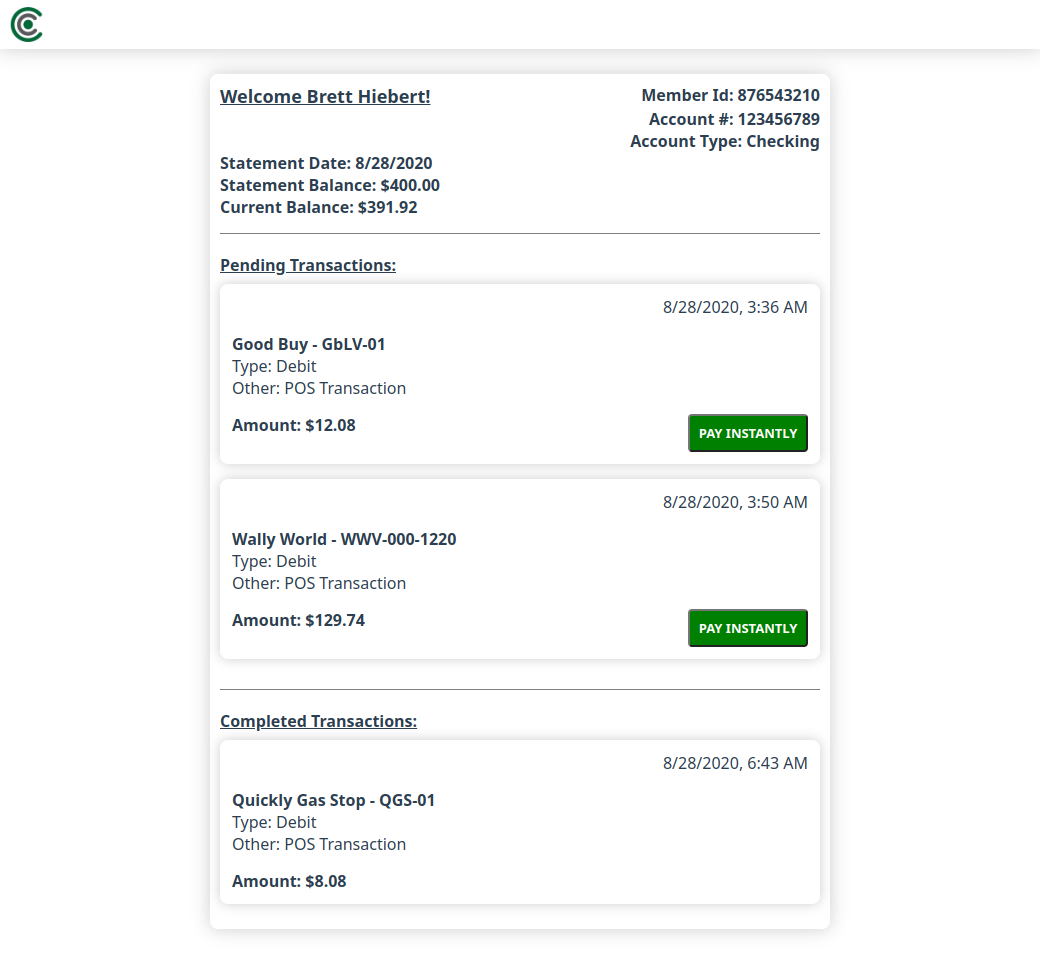 Welcome Brett Hiebert!
Member Id: 876543210
Account #: 123456789
Account Type: Checking
Statement Date: 8/28/2020
Statement Balance: $400.00
Current Balance: $391.92
Pending Transactions:
8/28/2020, 3:36 AM
Good Buy - GbLV-01
Type: Debit
Other: POS Transaction
Amount: $12.08
PAY INSTANTLY
8/28/2020, 3:50 AM
Wally World - WWV-000-1220
Type: Debit
Other: POS Transaction
Amount: $129.74
PAY INSTANTLY
Completed Transactions:
8/28/2020, 6:43 AM
Quickly Gas Stop - QGS-01
Type: Debit
Other: POS Transaction
Amount: $8.08